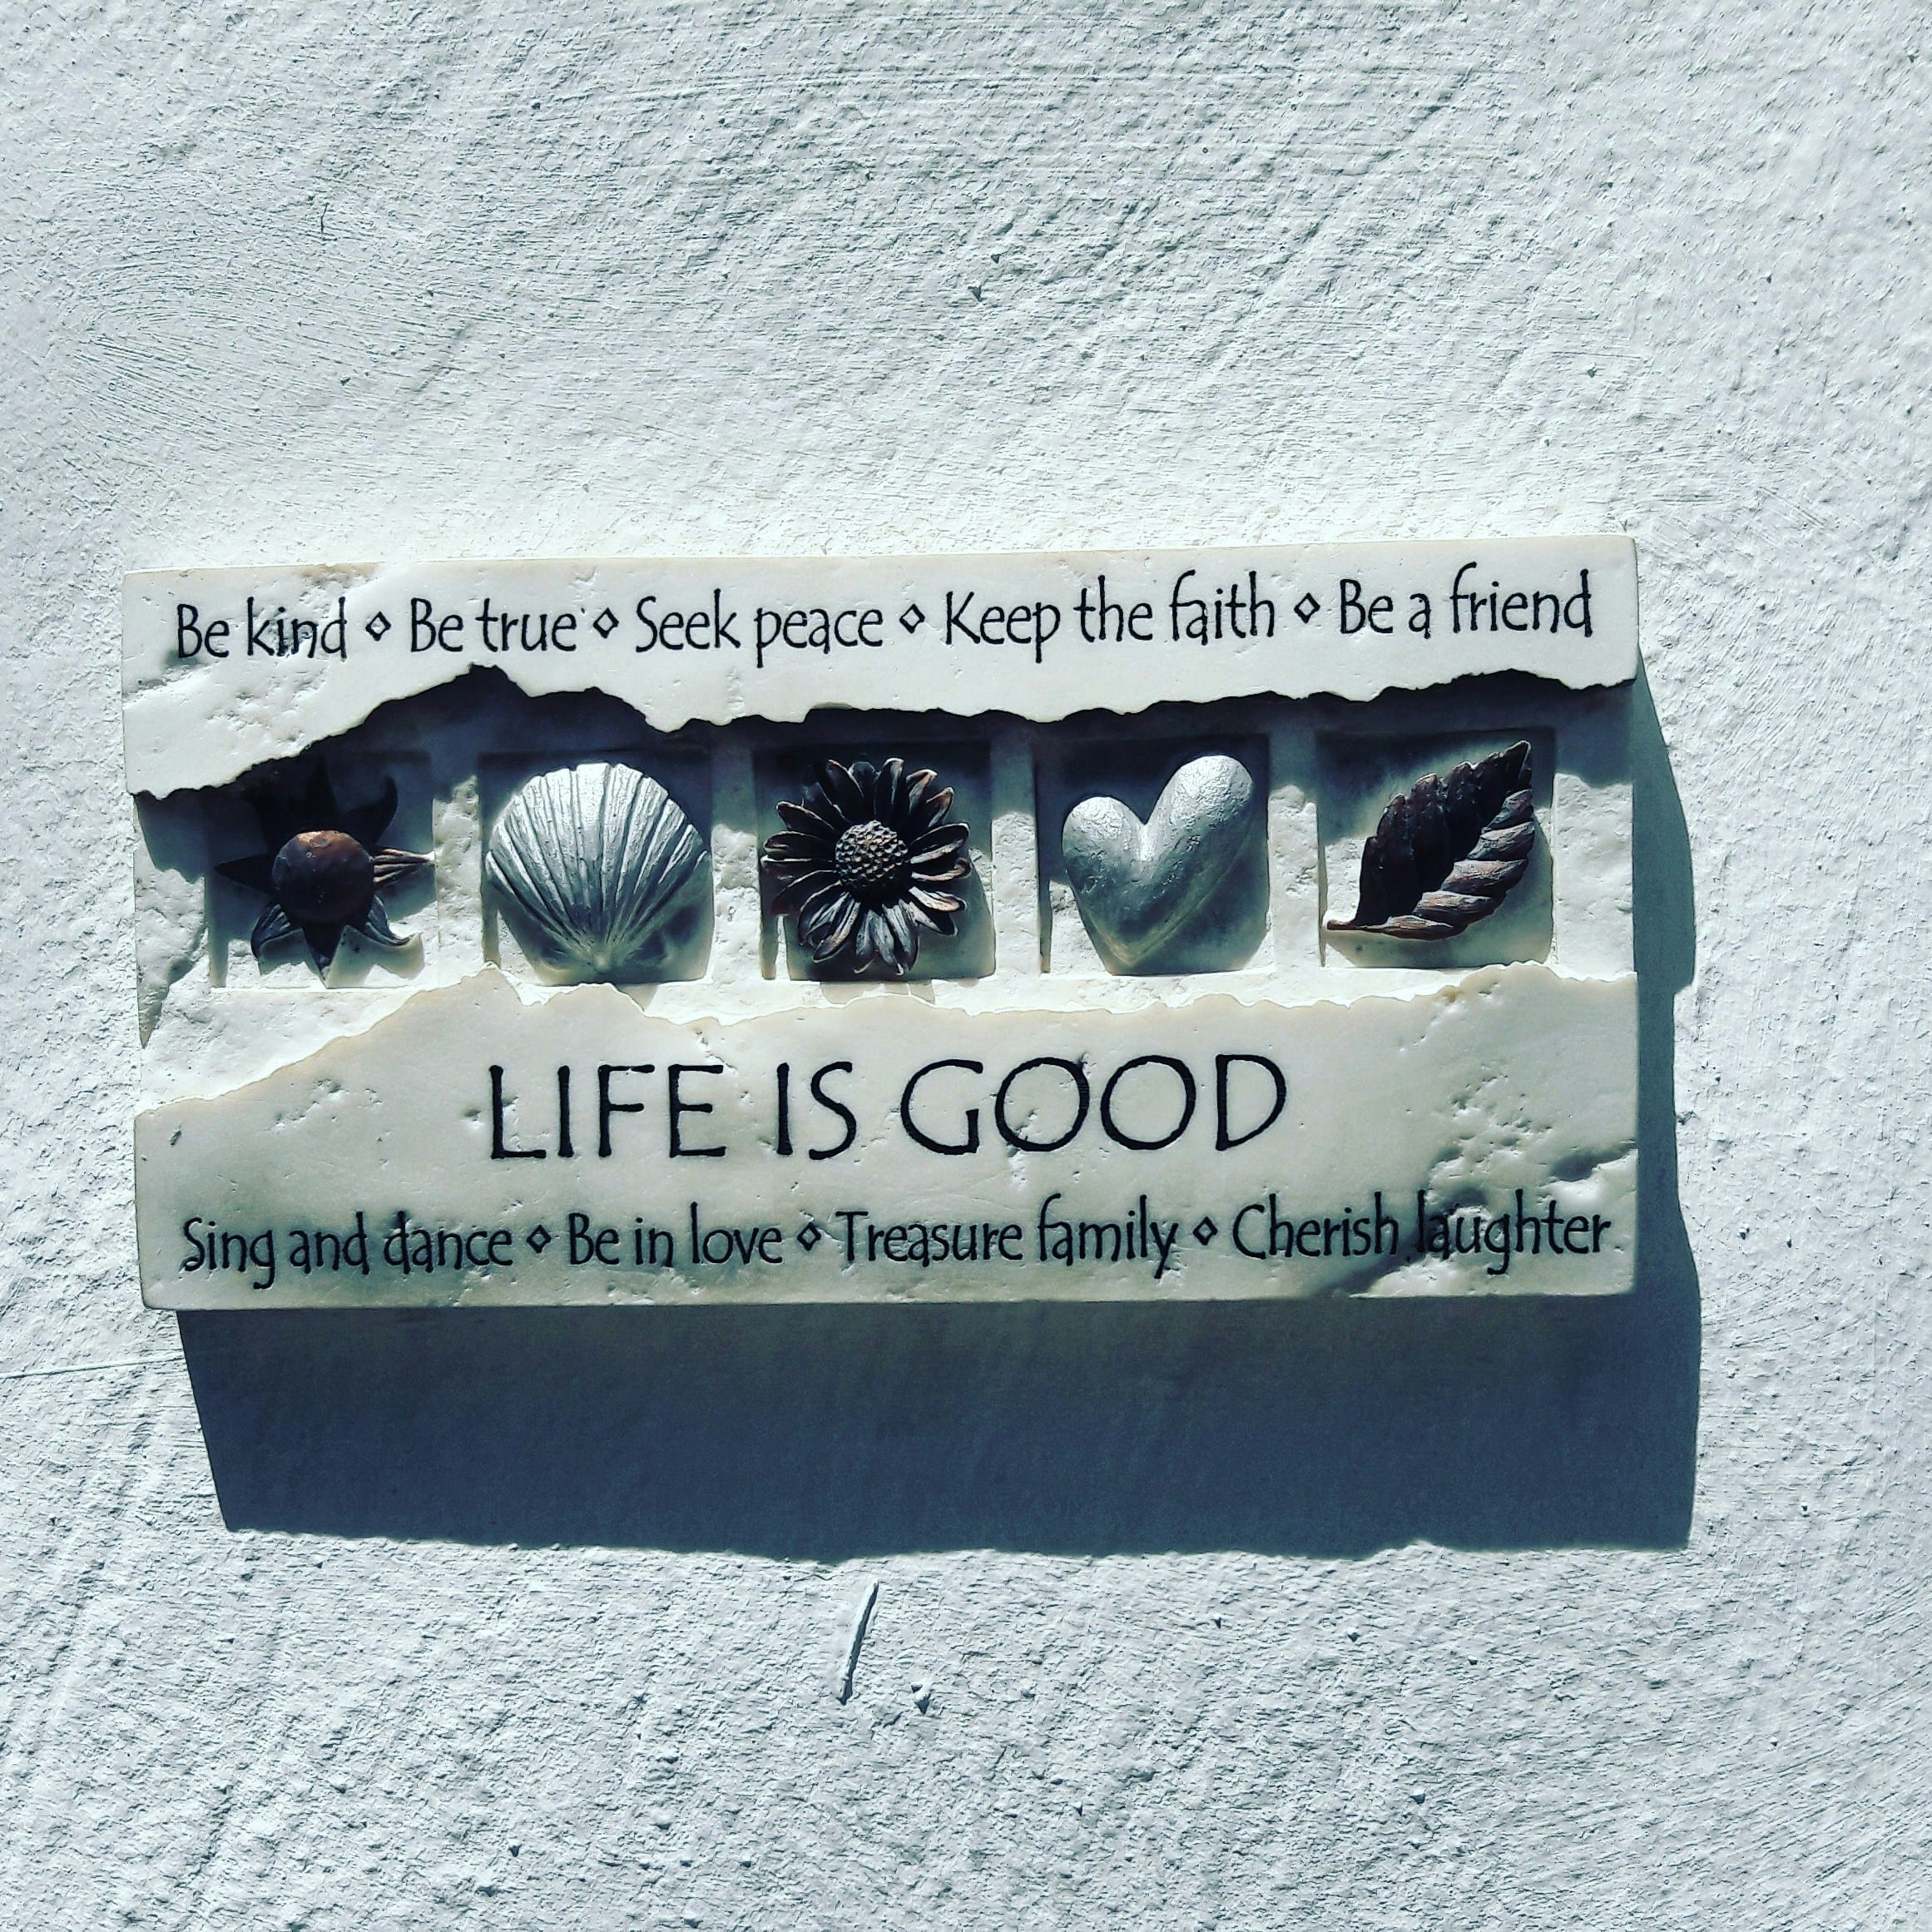 Be kind ⋄ Be true ⋄ Seek peace ⋄ Keep the faith ⋄ Be a friend
LIFE IS GOOD
Sing and dance ⋄ Be in love ⋄ Treasure family ⋄ Cherish laughter